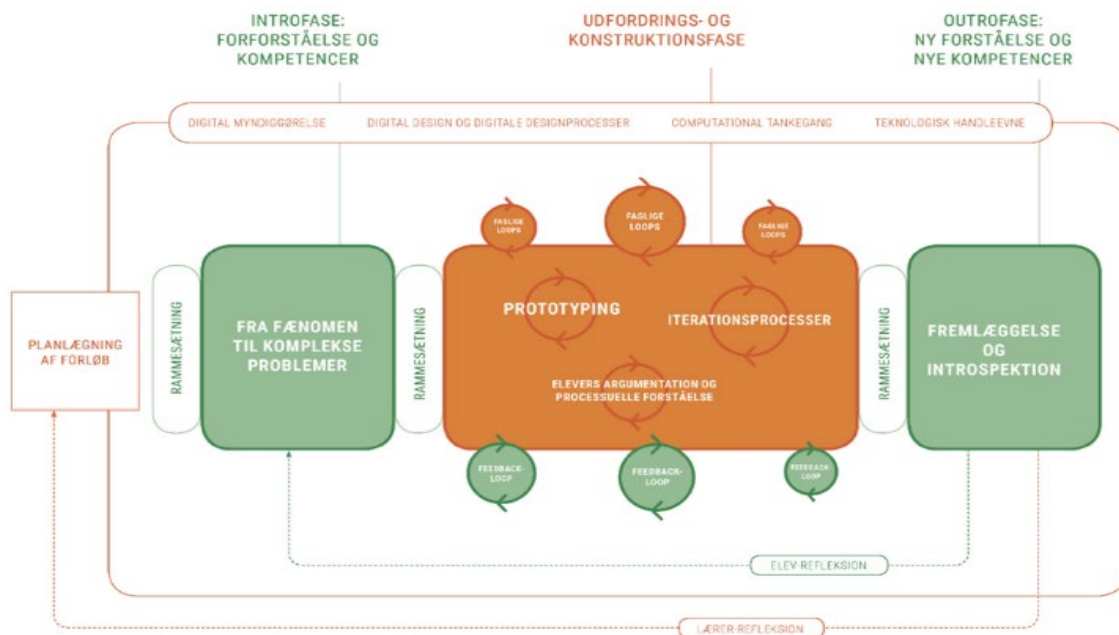 INTROFASE:
FORFORSTÅELSE OG
KOMPETENCER
UDFORDRINGS- OG
KONSTRUKTIONSFASE
OUTROFASE:
NY FORSTÅELSE OG
NYE KOMPETENCER
DIGITAL MYNDIGGØRELSE
DIGITAL DESIGN OG DIGITALE DESIGNPROCESSER
COMPUTATIONAL TANKEGANG
TEKNOLOGISK HANDLEEVNE
PLANLÆGNING
AF FORLØB
RAMMESÆTNING
FRA FÆNOMEN
TIL KOMPLEKSE
PROBLEMER
RAMMESÆTNING
FAGLIGE
LOOPS
FAGLIGE
LOOPS
FAGLIGE
LOOPS
PROTOTYPING
ITERATIONSPROCESSER
ELEVERS ARGUMENTATION OG
PROCESSUELLE FORSTÅELSE
FEEDBACK-
LOOP
FEEDBACK-
LOOP
FEEDBACK-
LOOP
RAMMESÆTNING
FREMLÆGGELSE
OG
INTROSPEKTION
ELEV-REFLEKSION
LÆRER-REFLEKSION